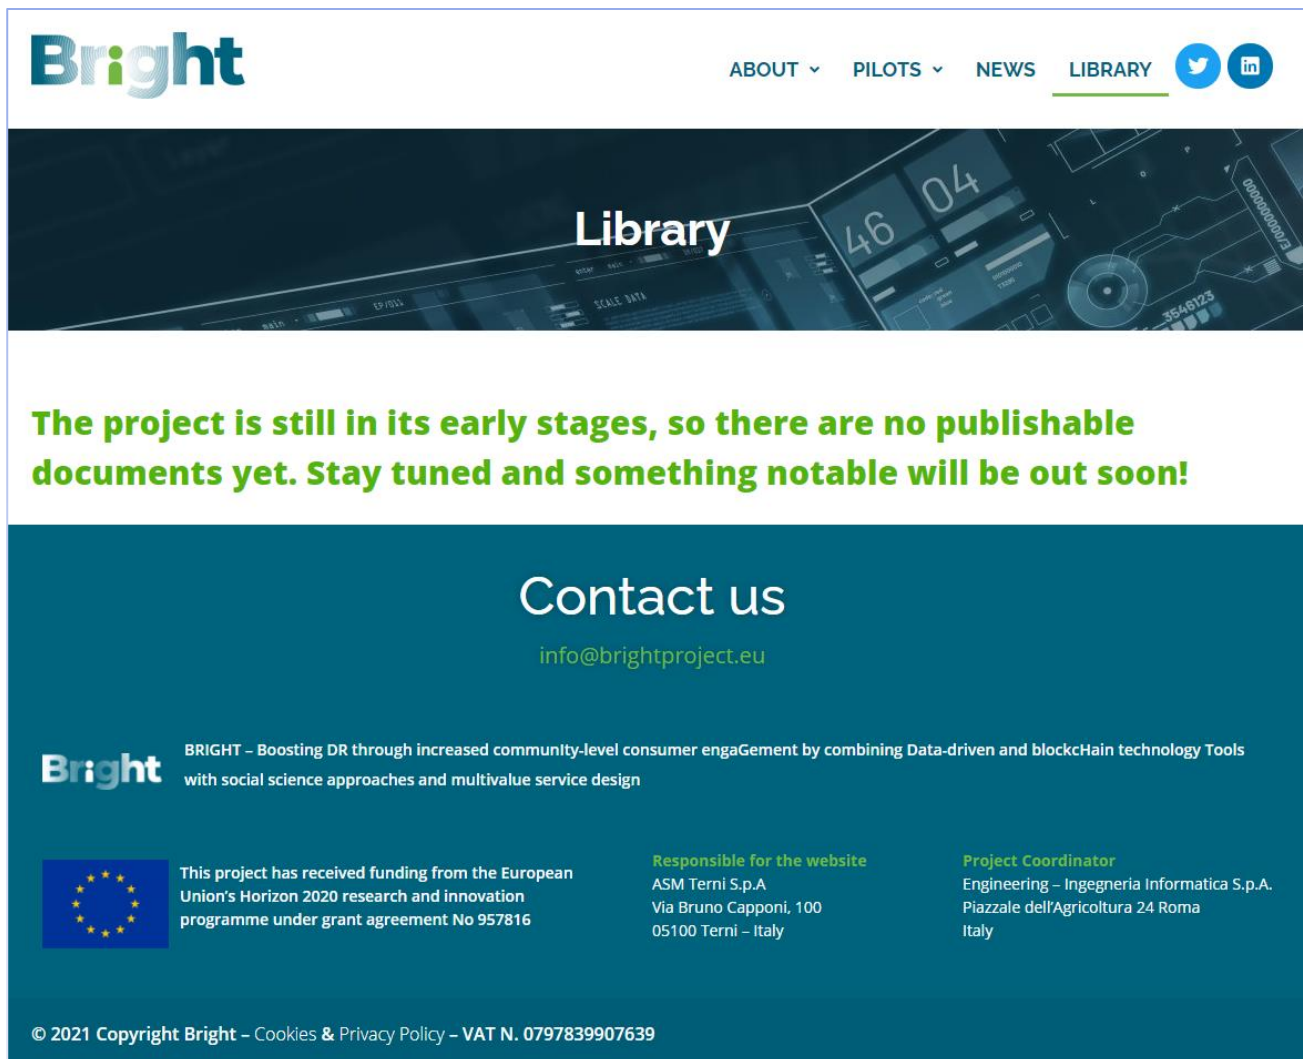 Bright
ABOUT PILOTS NEWS LIBRARY
Library
46 04
SCALE DATA
EP/011
main -
3546123
The project is still in its early stages, so there are no publishable
documents yet. Stay tuned and something notable will be out soon!
Contact us
info@brightproject.eu
Bright
BRIGHT – Boosting DR through increased communIty-level consumer engaGement by combining Data-driven and blockcHain technology Tools
with social science approaches and multivalue service design
This project has received funding from the European
Union’s Horizon 2020 research and innovation
programme under grant agreement No 957816
Responsible for the website
ASM Terni S.p.A
Via Bruno Capponi, 100
05100 Terni – Italy
Project Coordinator
Engineering – Ingegneria Informatica S.p.A.
Piazzale dell’Agricoltura 24 Roma
Italy
© 2021 Copyright Bright – Cookies & Privacy Policy – VAT N. 0797839907639